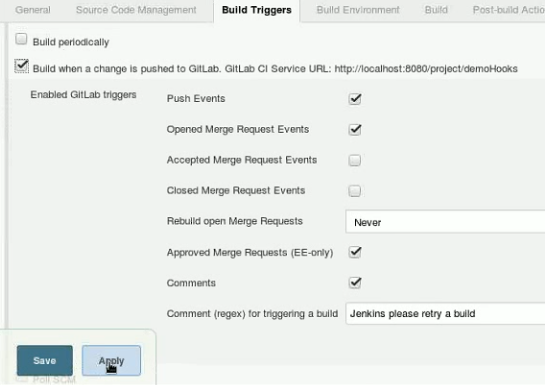 General Source Code Management Build Triggers Build Environment Build Post-build Actio
Build periodically
Build when a change is pushed to GitLab. GitLab CI Service URL: http://localhost:8080/project/demoHooks
Enabled GitLab triggers
Push Events
Opened Merge Request Events
Accepted Merge Request Events
Closed Merge Request Events
Rebuild open Merge Requests Never
Approved Merge Requests (EE-only)
Comments
Comment (regex) for triggering a build Jenkins please retry a build
Save Apply
Poll SCM